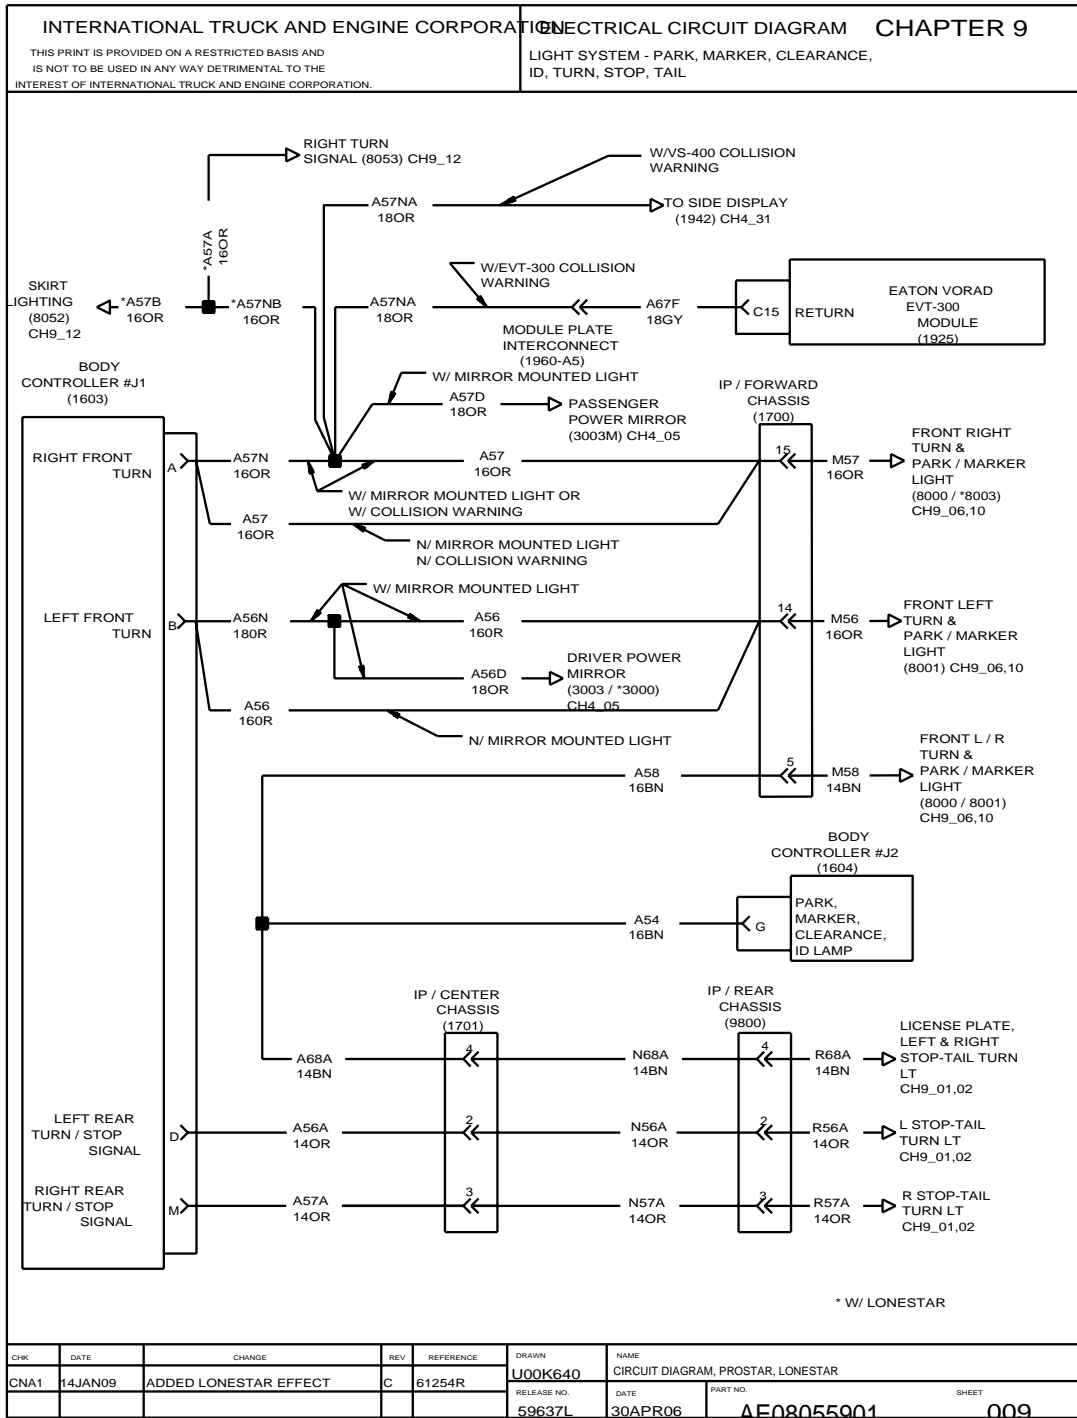 INTERNATIONAL TRUCK AND ENGINE CORPORATION
THIS PRINT IS PROVIDED ON A RESTRICTED BASIS AND
IS NOT TO BE USED IN ANY WAY DETRIMENTAL TO THE
INTEREST OF INTERNATIONAL TRUCK AND ENGINE CORPORATION.
ELECTRICAL CIRCUIT DIAGRAM CHAPTER 9
LIGHT SYSTEM - PARK, MARKER, CLEARANCE,
ID, TURN, STOP, TAIL
RIGHT TURN
SIGNAL (8053) CH9_12
W/VS-400 COLLISION
WARNING
A57NA
18OR
TO SIDE DISPLAY
(1942) CH4_31
*A57A
16OR
W/EVT-300 COLLISION
WARNING
SKIRT
LIGHTING
(8052)
CH9_12
*A57B
16OR
*A57NB
16OR
A57NA
18OR
A67F
18GY
C15
RETURN
EATON VORAD
EVT-300
MODULE
(1925)
MODULE PLATE
INTERCONNECT
(1960-A5)
BODY
CONTROLLER #J1
(1603)
W/ MIRROR MOUNTED LIGHT
A57D
18OR
PASSENGER
POWER MIRROR
(3003M) CH4_05
IP / FORWARD
CHASSIS
(1700)
RIGHT FRONT
TURN
A
A57N
16OR
A57
16OR
15
M57
16OR
FRONT RIGHT
TURN &
PARK / MARKER
LIGHT
(8000 / *8003)
CH9_06,10
W/ MIRROR MOUNTED LIGHT OR
W/ COLLISION WARNING
A57
16OR
N/ MIRROR MOUNTED LIGHT
N/ COLLISION WARNING
W/ MIRROR MOUNTED LIGHT
LEFT FRONT
TURN
B
A56N
180R
A56
160R
14
M56
16OR
FRONT LEFT
TURN &
PARK / MARKER
LIGHT
(8001) CH9_06,10
A56D
18OR
DRIVER POWER
MIRROR
(3003 / *3000)
CH4_05
A56
160R
N/ MIRROR MOUNTED LIGHT
A58
16BN
5
M58
14BN
FRONT L / R
TURN &
PARK / MARKER
LIGHT
(8000 / 8001)
CH9_06,10
BODY
CONTROLLER #J2
(1604)
A54
16BN
G
PARK,
MARKER,
CLEARANCE,
ID LAMP
IP / CENTER
CHASSIS
(1701)
IP / REAR
CHASSIS
(9800)
A68A
14BN
4
N68A
14BN
4
R68A
14BN
LICENSE PLATE,
LEFT & RIGHT
STOP-TAIL TURN
LT
CH9_01,02
LEFT REAR
TURN / STOP
SIGNAL
D
A56A
14OR
2
N56A
14OR
2
R56A
14OR
L STOP-TAIL
TURN LT
CH9_01,02
RIGHT REAR
TURN / STOP
SIGNAL
M
A57A
14OR
3
N57A
14OR
3
R57A
14OR
R STOP-TAIL
TURN LT
CH9_01,02
* W/ LONESTAR
CHK DATE CHANGE REV REFERENCE
CNA1 14JAN09 ADDED LONESTAR EFFECT C 61254R
DRAWN
U00K640
NAME
CIRCUIT DIAGRAM, PROSTAR, LONESTAR
RELEASE NO.
59637L
DATE
30APR06
PART NO.
AE08055901
SHEET
009